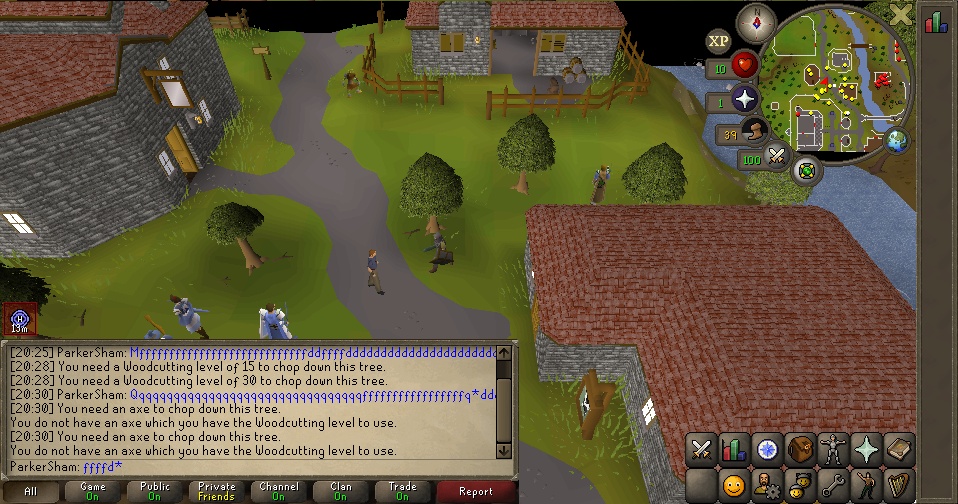 N
XP
10
1
39
100
13m
[20:25] ParkerSham:
[20:28] You need a Woodcutting level of 15 to chop down this tree.
[20:28] You need a Woodcutting level of 30 to chop down this tree.
[20:30] ParkerSham:
[20:30] You need an axe to chop down this tree.
You do not have an axe which you have the Woodcutting level to use.
[20:30] You need an axe to chop down this tree.
You do not have an axe which you have the Woodcutting level to use.
ParkerSham: ffffd*
All
Game
On
Public
On
Private
Friends
Channel
On
Clan
On
Trade
On
Report